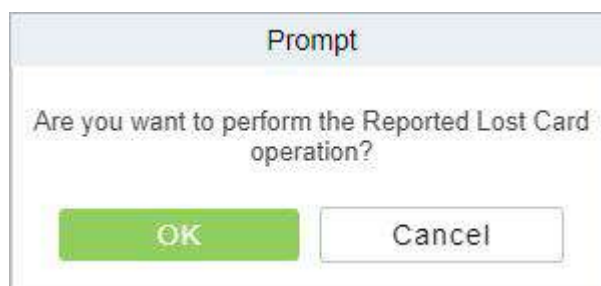 Prompt
Are you want to perform the Reported Lost Card
operation?
OK
Cancel